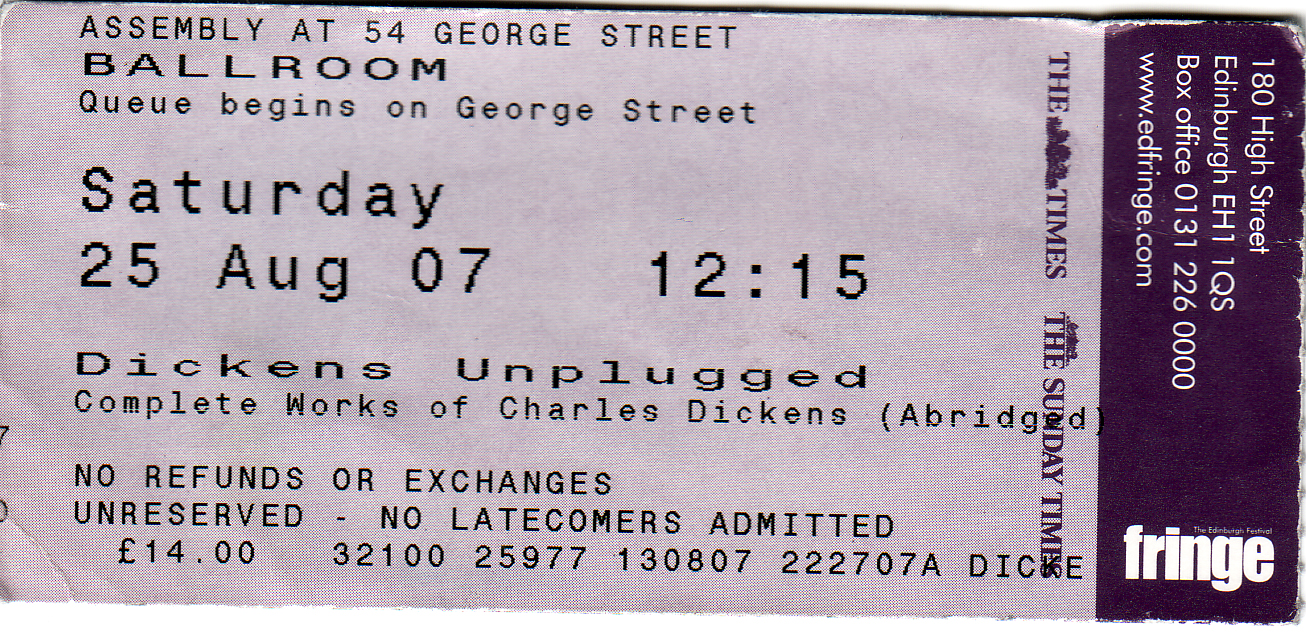 ASSEMBLY AT 54 GEORGE STREET
BALLROOM
Queue begins on George Street
Saturday
25 Aug 07 12:15
Dickens Unplugged
Complete Works of Charles Dickens (Abridged)
NO REFUNDS OR EXCHANGES
UNRESERVED - NO LATECOMERS ADMITTED
£14.00 32100 25977 130807 222707A DICKE
THE TIMES THE SUNDAY TIMES
180 High Street
Edinburgh EH1 1QS
Box office 0131 226 0000
www.edfringe.com
The Edinburgh Festival
fringe